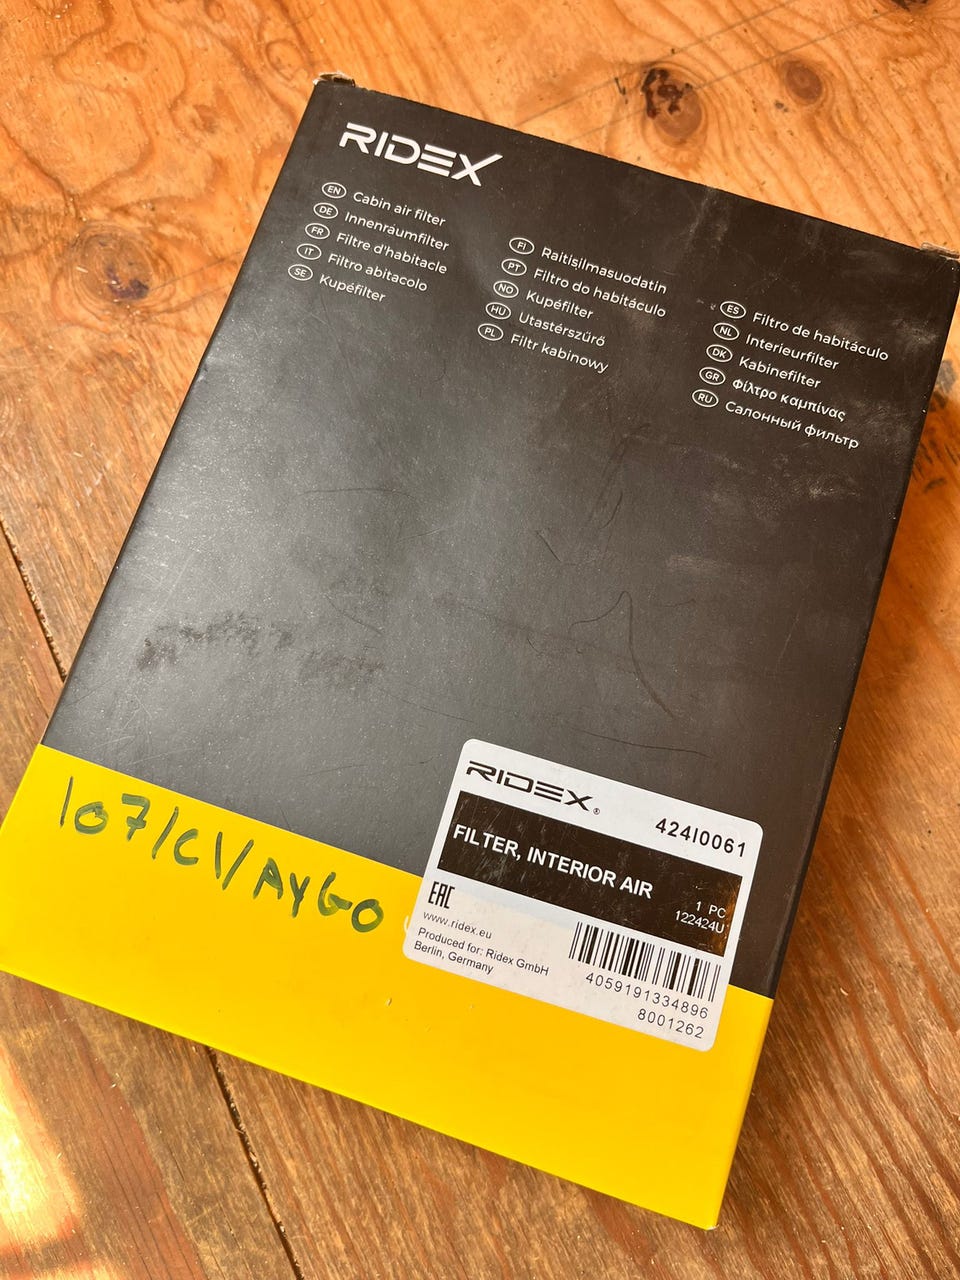 RIDEX
EN Cabin air filter
DE Innenraumfilter
FR Filtre d'habitacle
IT Filtro abitacolo
SE Kupéfilter
FI Raitisilmasuodatin
PT Filtro do habitáculo
NO Kupéfilter
HU Utastérszűrő
PL Filtr kabinowy
ES Filtro de habitáculo
NL Interieurfilter
DK Kabinefilter
GR Φίλτρο καμπίνας
RU Салонный фильтр
107/C1/AYGO
RIDEX®
424I0061
FILTER, INTERIOR AIR
1 PC
122424U
EAC
www.ridex.eu
Produced for: Ridex GmbH
Berlin, Germany
4059191334896
8001262